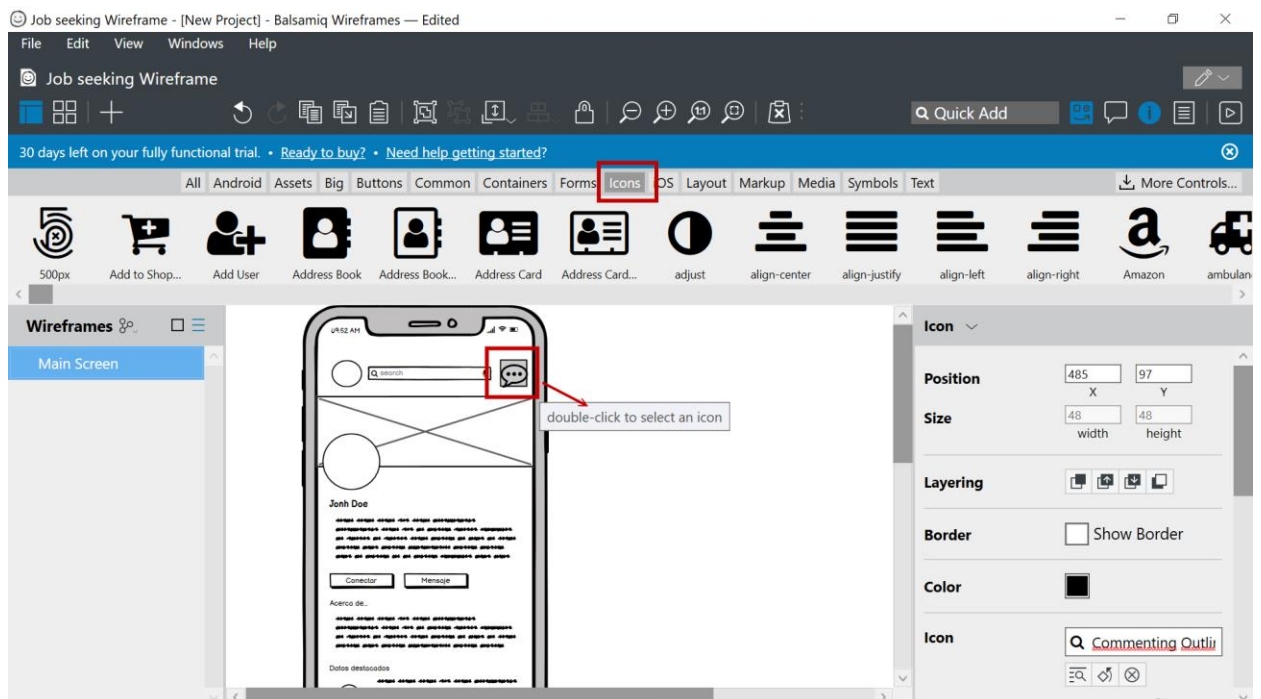 Job seeking Wireframe - [New Project] - Balsamiq Wireframes — Edited
File Edit View Windows Help
Job seeking Wireframe
Quick Add
30 days left on your fully functional trial. • Ready to buy? • Need help getting started?
All Android Assets Big Buttons Common Containers Forms Icons iOS Layout Markup Media Symbols Text More Controls...
500px Add to Shop... Add User Address Book Address Book... Address Card Address Card... adjust align-center align-justify align-left align-right Amazon ambulan
Wireframes
Main Screen
09:52 AM
search
double-click to select an icon
Jonh Doe
Conectar Mensaje
Acerca de...
Datos destacados
Icon
Position 485 97
X Y
Size 48 48
width height
Layering
Border Show Border
Color
Icon Commenting Outlin